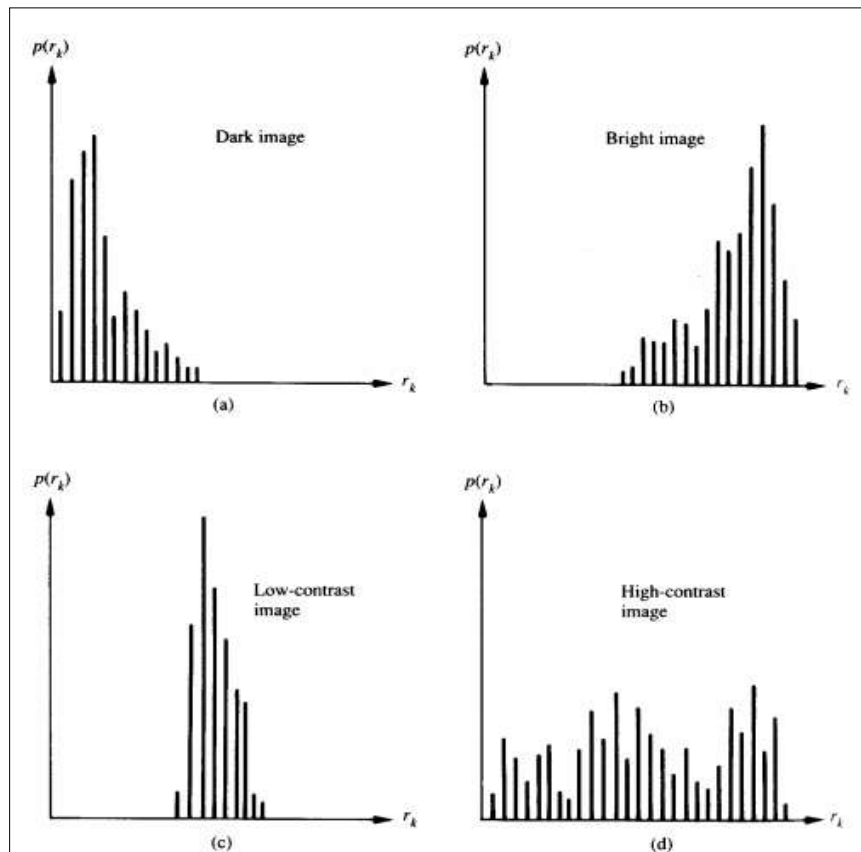 p(r_k)
Dark image
r_k
(a)
p(r_k)
Bright image
r_k
(b)
p(r_k)
Low-contrast
image
r_k
(c)
p(r_k)
High-contrast
image
r_k
(d)